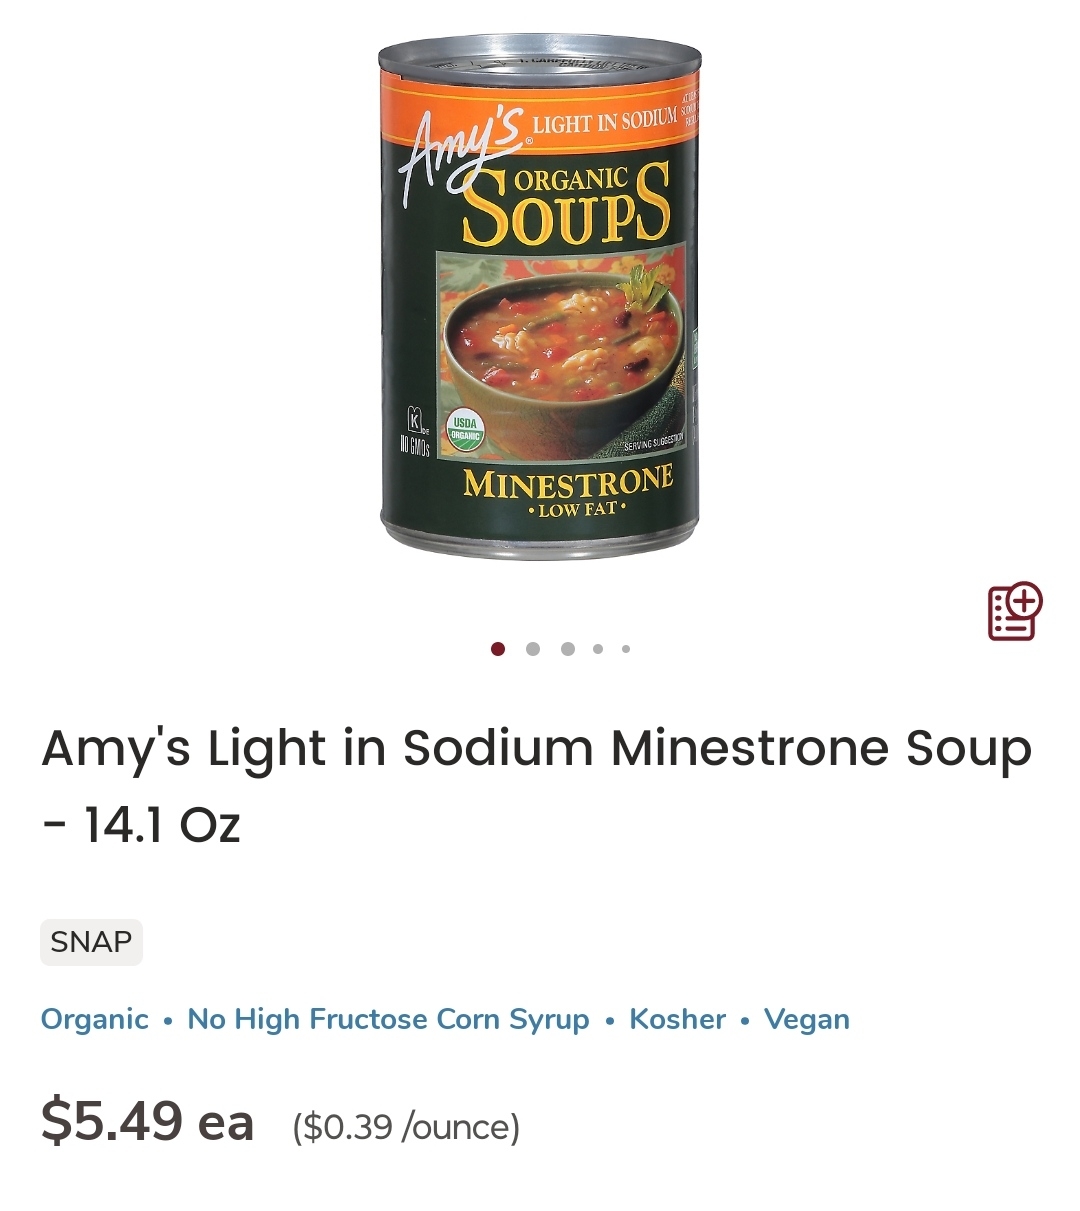 Amy's
LIGHT IN SODIUM
ORGANIC
SOUPS
K
DE
NO GMOs
USDA
ORGANIC
SERVING SUGGESTION
MINESTRONE
• LOW FAT •
Amy's Light in Sodium Minestrone Soup
- 14.1 Oz
SNAP
Organic • No High Fructose Corn Syrup • Kosher • Vegan
$5.49 ea ($0.39 /ounce)